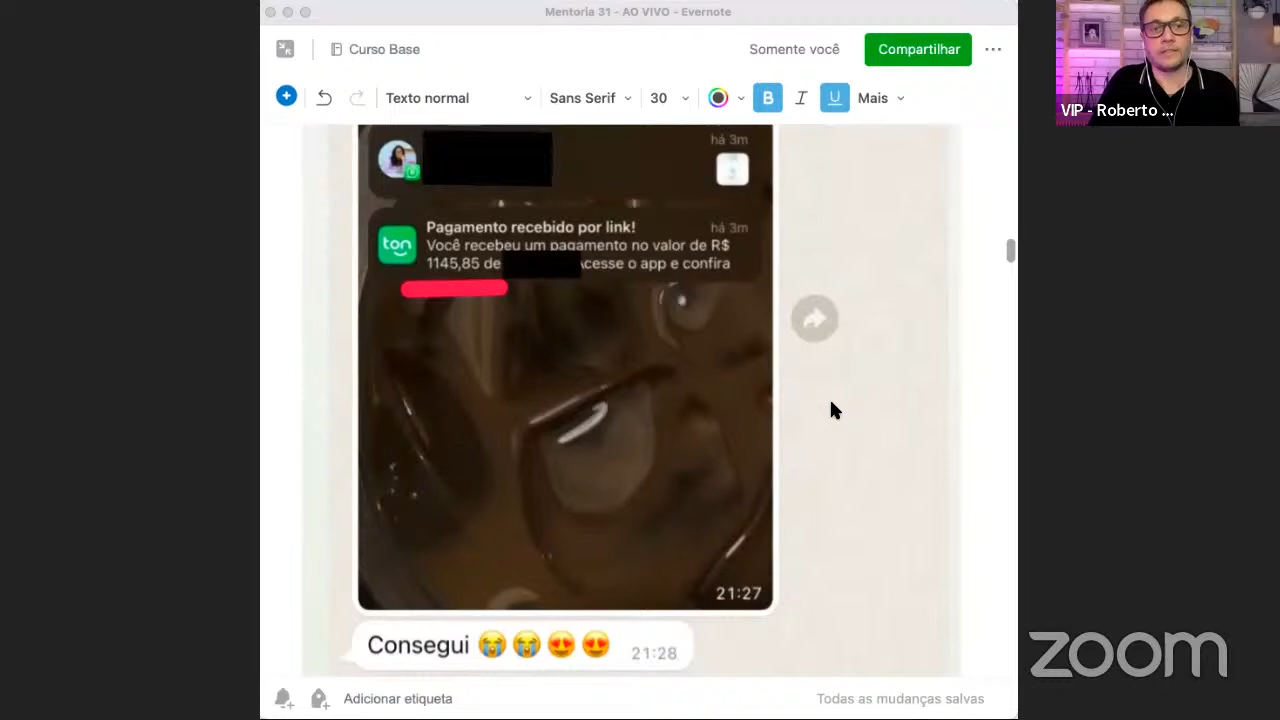 Mentoria 31 - AO VIVO - Evernote
Curso Base
Somente você
Compartilhar
Texto normal
Sans Serif
30
B
I
U
Mais
há 3m
Pagamento recebido por link!
há 3m
ton
Você recebeu um pagamento no valor de R$
1145,85 de Acesse o app e confira
21:27
Consegui 😭😭😍😍
21:28
Adicionar etiqueta
Todas as mudanças salvas
VIP - Roberto ...
zoom